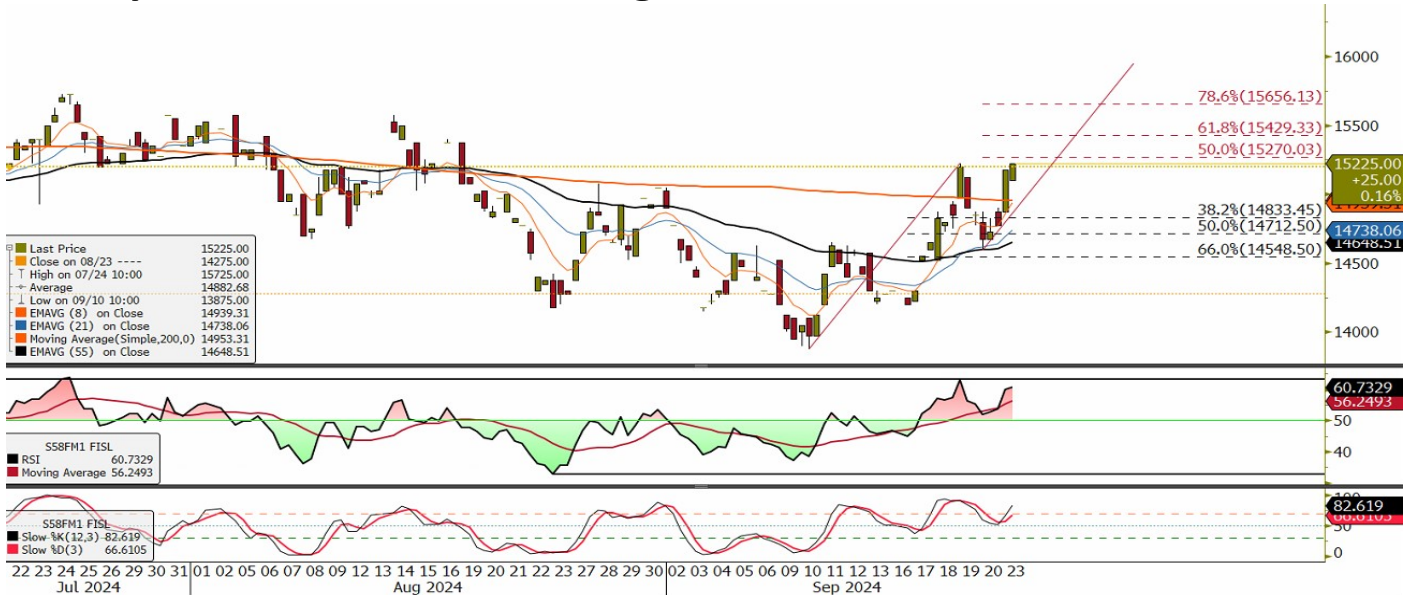 16000
78.6%(15656.13)
15500
61.8%(15429.33)
50.0%(15270.03)
15225.00
+25.00
0.16%
38.2%(14833.45)
50.0%(14712.50)
14738.06
14648.51
66.0%(14548.50)
14500
14000
Last Price 15225.00
Close on 08/23 ---- 14275.00
High on 07/24 10:00 15725.00
Average 14882.68
Low on 09/10 10:00 13875.00
EMAVG (8) on Close 14939.31
EMAVG (21) on Close 14738.06
Moving Average(Simple,200,0) 14953.31
EMAVG (55) on Close 14648.51
60.7329
56.2493
50
40
S58FM1 FISL
RSI 60.7329
Moving Average 56.2493
100
82.619
66.6105
50
0
S58FM1 FISL
Slow %K(12,3) 82.619
Slow %D(3) 66.6105
22 23 24 25 26 29 30 31 01 02 05 06 07 08 09 12 13 14 15 16 19 20 21 22 23 26 27 28 29 30 02 03 04 05 06 09 10 11 12 13 16 17 18 19 20 23
Jul 2024 Aug 2024 Sep 2024